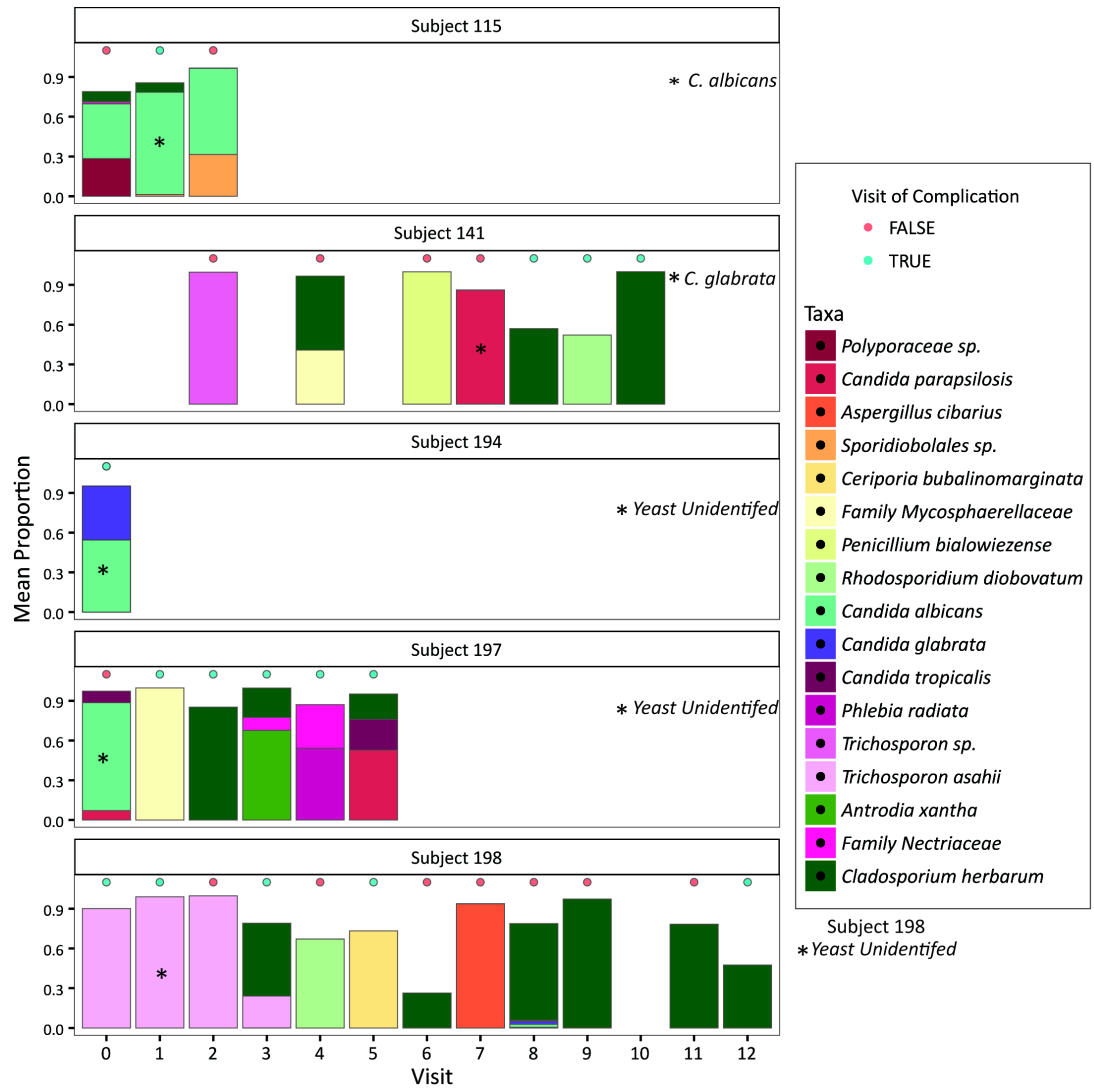 Subject 115
0.9
0.6
0.3
0.0
* C. albicans
*
Subject 141
0.9
0.6
0.3
0.0
* C. glabrata
*
Subject 194
0.9
0.6
0.3
0.0
* Yeast Unidentifed
*
Subject 197
0.9
0.6
0.3
0.0
* Yeast Unidentifed
*
Subject 198
0.9
0.6
0.3
0.0
*
0 1 2 3 4 5 6 7 8 9 10 11 12
Visit
Mean Proportion
Visit of Complication
FALSE
TRUE
Taxa
Polyporaceae sp.
Candida parapsilosis
Aspergillus cibarius
Sporidiobolales sp.
Ceriporia bubalinomarginata
Family Mycosphaerellaceae
Penicillium bialowiezense
Rhodosporidium diobovatum
Candida albicans
Candida glabrata
Candida tropicalis
Phlebia radiata
Trichosporon sp.
Trichosporon asahii
Antrodia xantha
Family Nectriaceae
Cladosporium herbarum
Subject 198
* Yeast Unidentifed